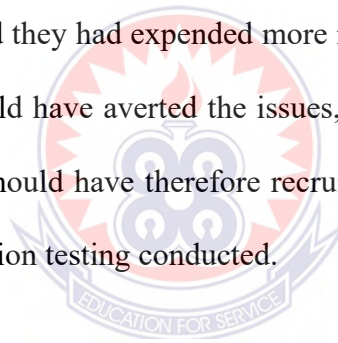 d they had expended more
ld have averted the issues,
hould have therefore recru
ion testing conducted.
EDUCATION FOR SERVICE